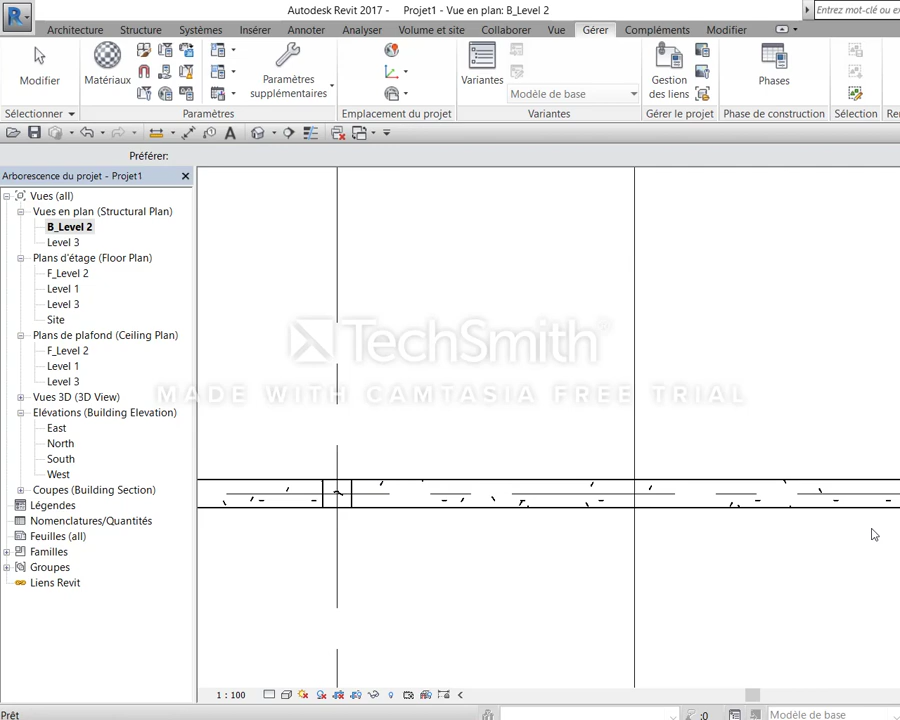 Autodesk Revit 2017 - Projet1 - Vue en plan: B_Level 2
Entrez mot-clé ou ex
Architecture Structure Systèmes Insérer Annoter Analyser Volume et site Collaborer Vue Gérer Compléments Modifier
Modifier
Matériaux
Paramètres
supplémentaires
Variantes
Modèle de base
Gestion
des liens
Phases
Sélectionner Paramètres Emplacement du projet Variantes Gérer le projet Phase de construction Sélection Re
Préférer:
Arborescence du projet - Projet1
Vues (all)
Vues en plan (Structural Plan)
B_Level 2
Level 3
Plans d'étage (Floor Plan)
F_Level 2
Level 1
Level 3
Site
Plans de plafond (Ceiling Plan)
F_Level 2
Level 1
Level 3
Vues 3D (3D View)
Elévations (Building Elevation)
East
North
South
West
Coupes (Building Section)
Légendes
Nomenclatures/Quantités
Feuilles (all)
Familles
Groupes
Liens Revit
TechSmith®
MADE WITH CAMTASIA FREE TRIAL
1 : 100
Prêt
:0
Modèle de base